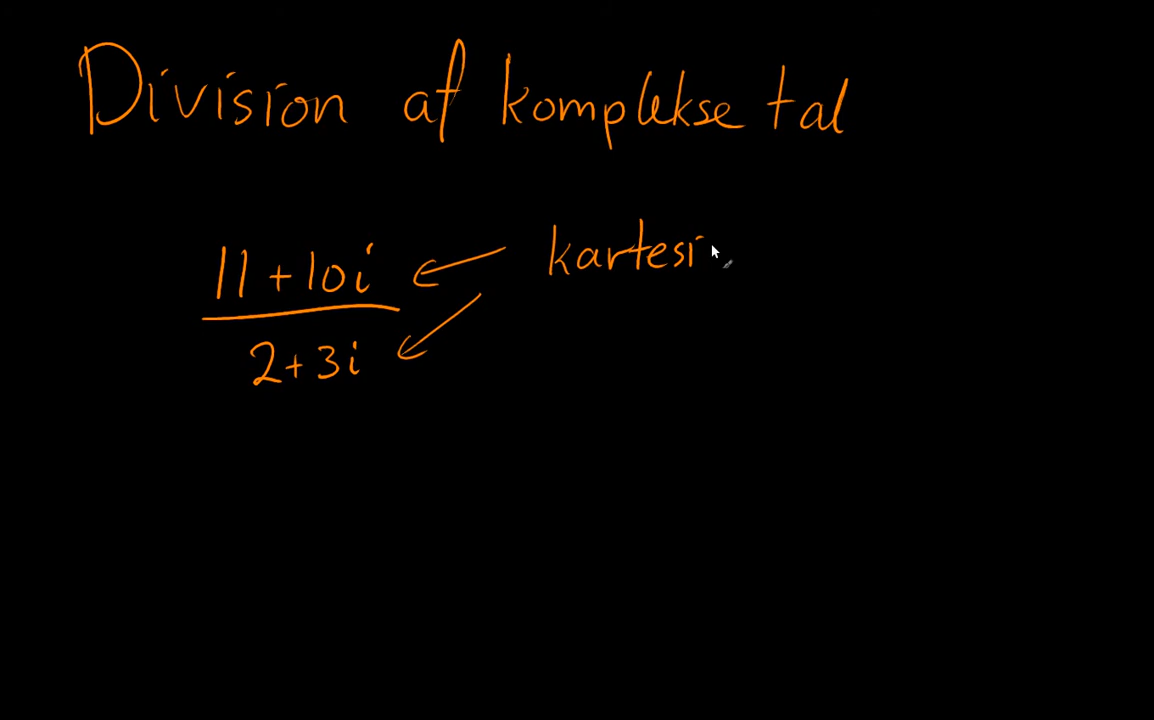 Division af komplekse tal
11+10i
2+3i
kartesi